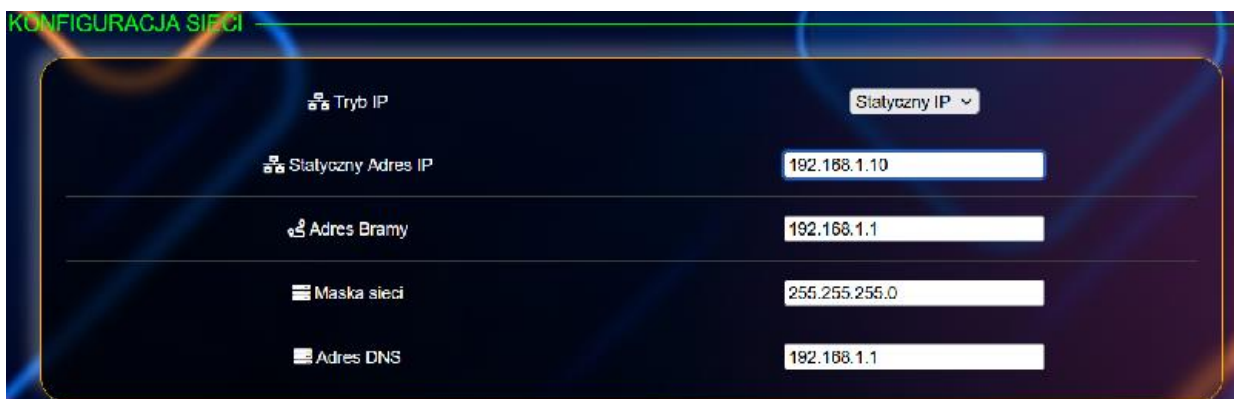 KONFIGURACJA SIECI
Tryb IP Statyczny IP
Statyczny Adres IP 192.168.1.10
Adres Bramy 192.168.1.1
Maska sieci 255.255.255.0
Adres DNS 192.168.1.1